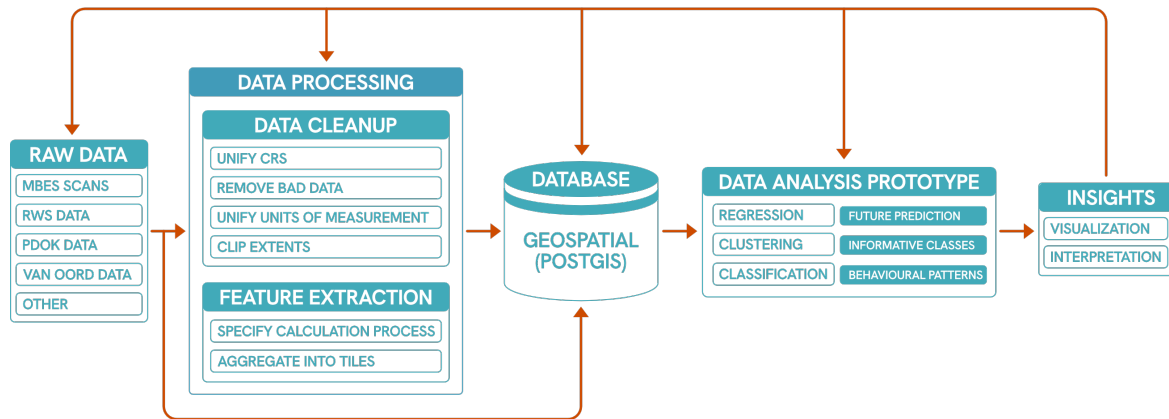 RAW DATA
MBES SCANS
RWS DATA
PDOK DATA
VAN OORD DATA
OTHER
DATA PROCESSING
DATA CLEANUP
UNIFY CRS
REMOVE BAD DATA
UNIFY UNITS OF MEASUREMENT
CLIP EXTENTS
FEATURE EXTRACTION
SPECIFY CALCULATION PROCESS
AGGREGATE INTO TILES
DATABASE
GEOSPATIAL
(POSTGIS)
DATA ANALYSIS PROTOTYPE
REGRESSION
FUTURE PREDICTION
CLUSTERING
INFORMATIVE CLASSES
CLASSIFICATION
BEHAVIOURAL PATTERNS
INSIGHTS
VISUALIZATION
INTERPRETATION